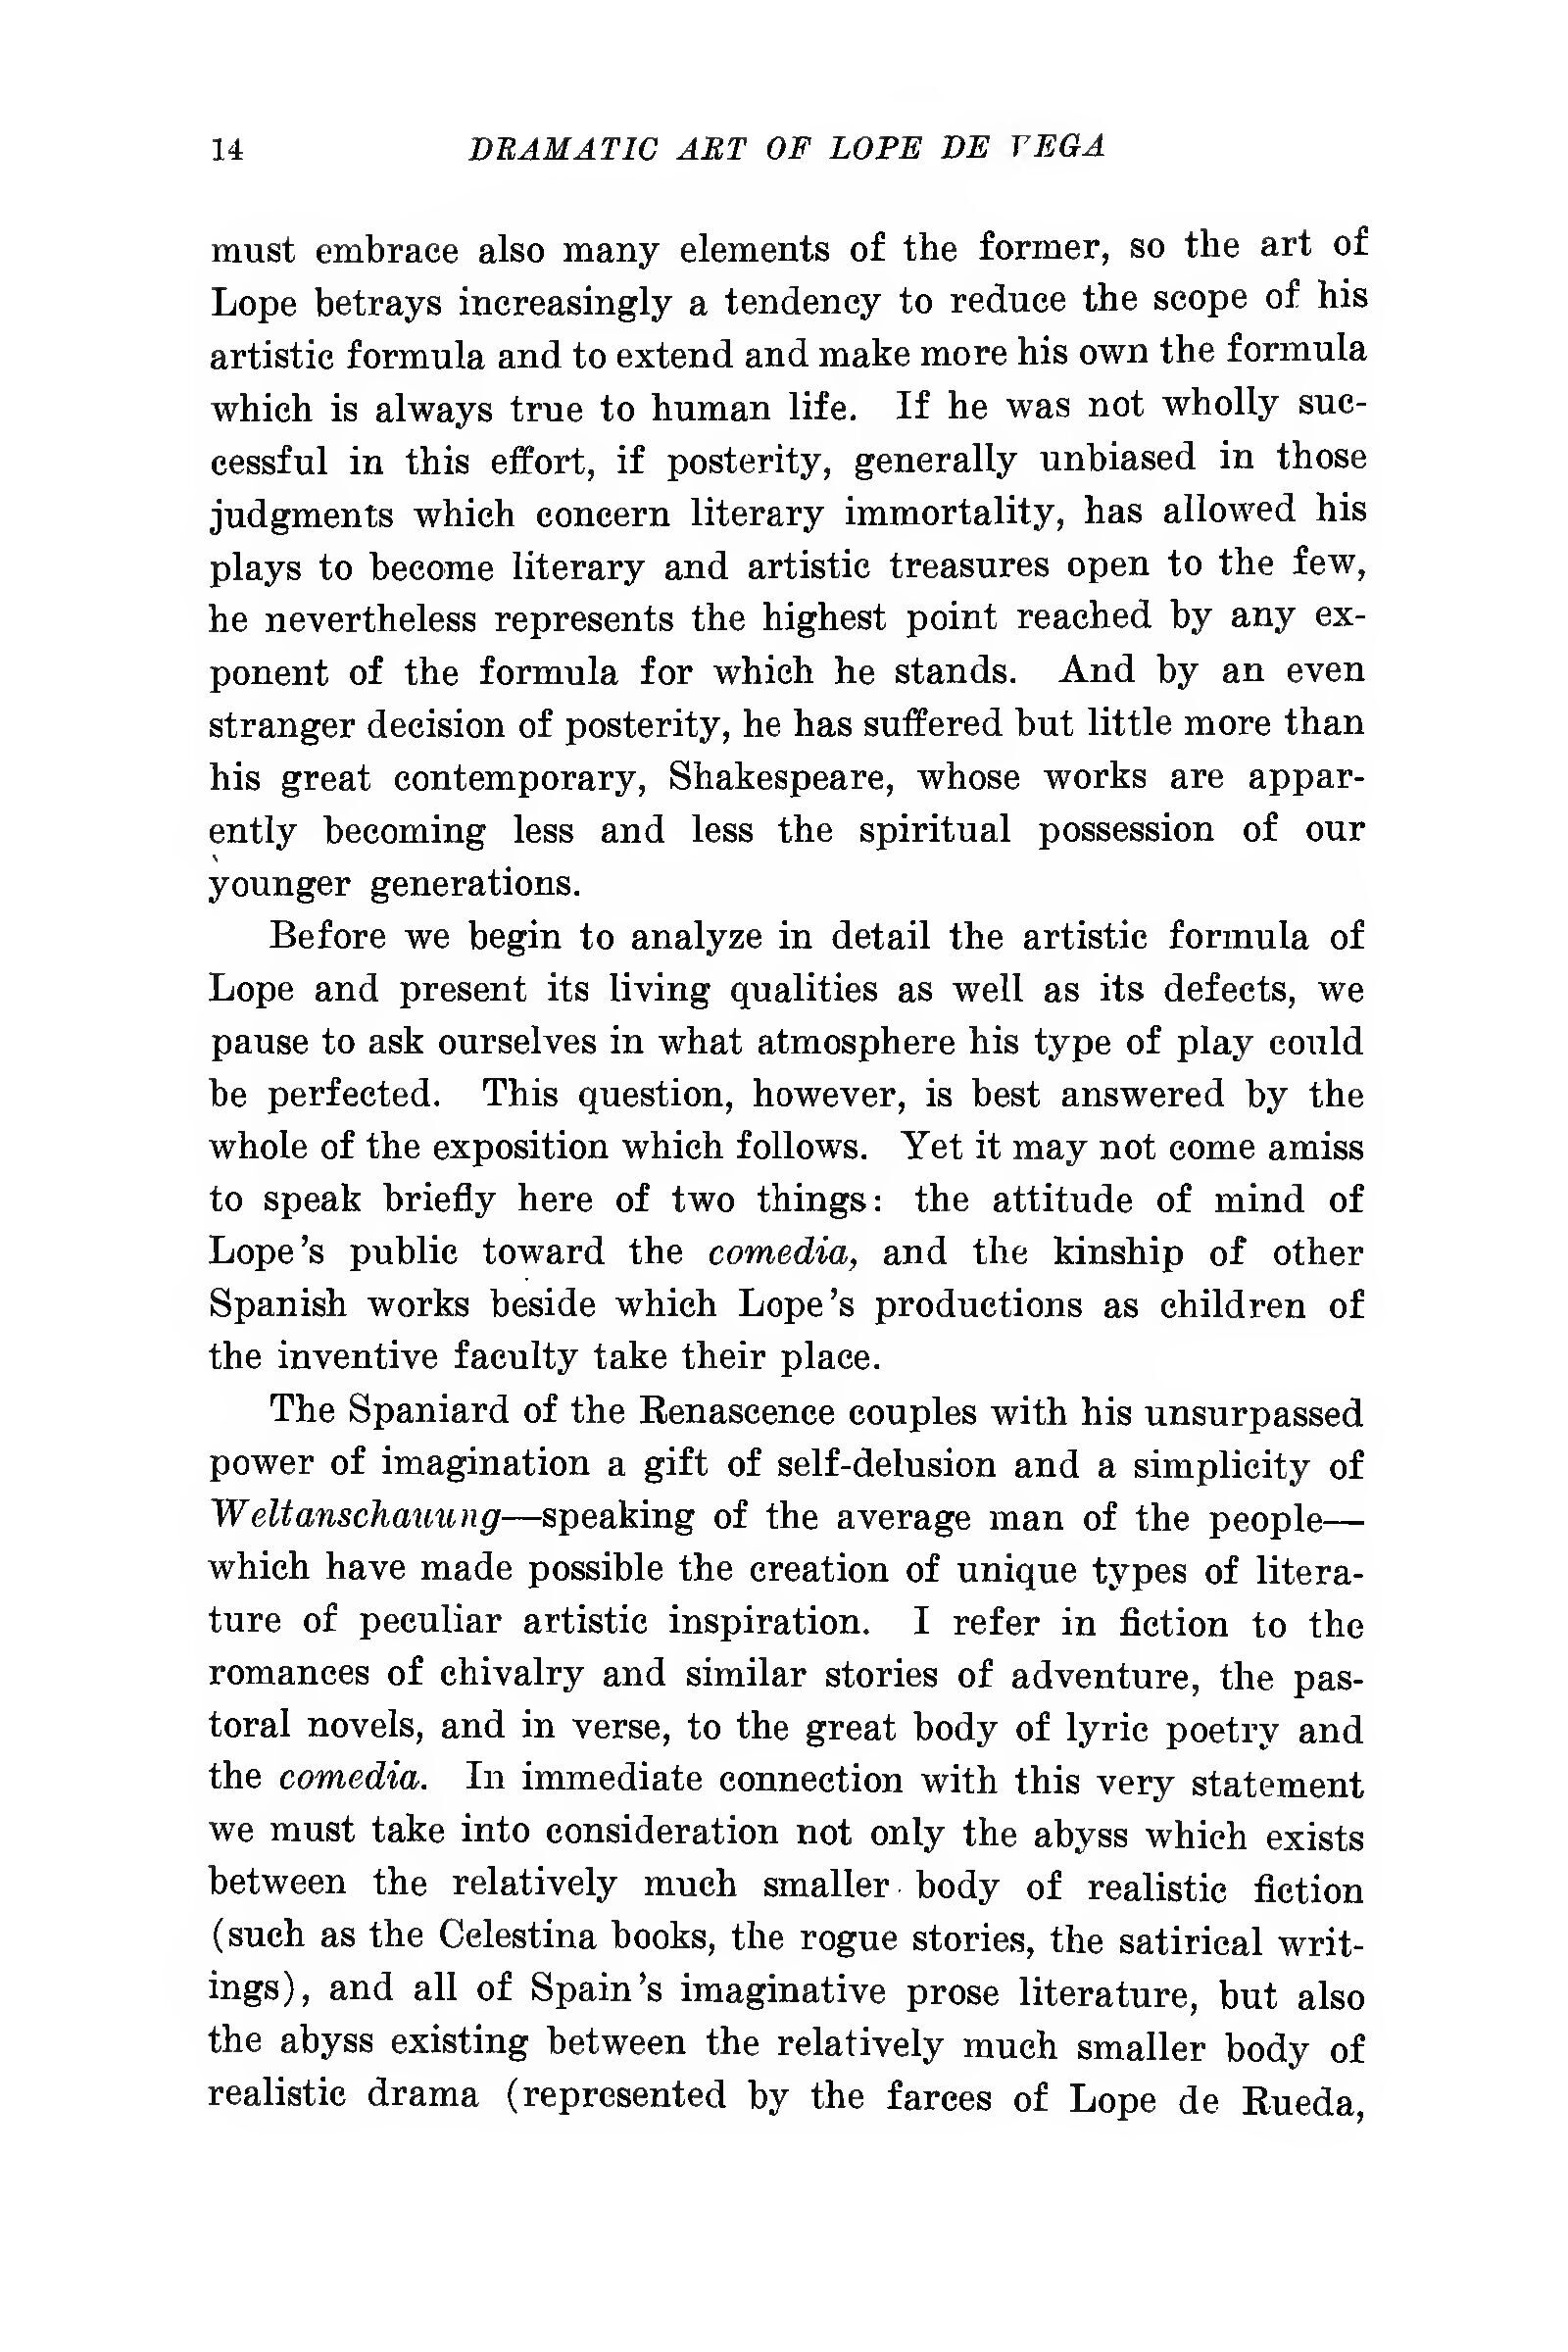 14 DRAMATIC ART OF LOPE DE VEGA
must embrace also many elements of the former, so the art of
Lope betrays increasingly a tendency to reduce the scope of his
artistic formula and to extend and make more his own the formula
which is always true to human life. If he was not wholly suc-
cessful in this effort, if posterity, generally unbiased in those
judgments which concern literary immortality, has allowed his
plays to become literary and artistic treasures open to the few,
he nevertheless represents the highest point reached by any ex-
ponent of the formula for which he stands. And by an even
stranger decision of posterity, he has suffered but little more than
his great contemporary, Shakespeare, whose works are appar-
ently becoming less and less the spiritual possession of our
younger generations.
Before we begin to analyze in detail the artistic formula of
Lope and present its living qualities as well as its defects, we
pause to ask ourselves in what atmosphere his type of play could
be perfected. This question, however, is best answered by the
whole of the exposition which follows. Yet it may not come amiss
to speak briefly here of two things: the attitude of mind of
Lope's public toward the comedia, and the kinship of other
Spanish works beside which Lope's productions as children of
the inventive faculty take their place.
The Spaniard of the Renascence couples with his unsurpassed
power of imagination a gift of self-delusion and a simplicity of
Weltanschauung—speaking of the average man of the people—
which have made possible the creation of unique types of litera-
ture of peculiar artistic inspiration. I refer in fiction to the
romances of chivalry and similar stories of adventure, the pas-
toral novels, and in verse, to the great body of lyric poetry and
the comedia. In immediate connection with this very statement
we must take into consideration not only the abyss which exists
between the relatively much smaller body of realistic fiction
(such as the Celestina books, the rogue stories, the satirical writ-
ings), and all of Spain's imaginative prose literature, but also
the abyss existing between the relatively much smaller body of
realistic drama (represented by the farces of Lope de Rueda,